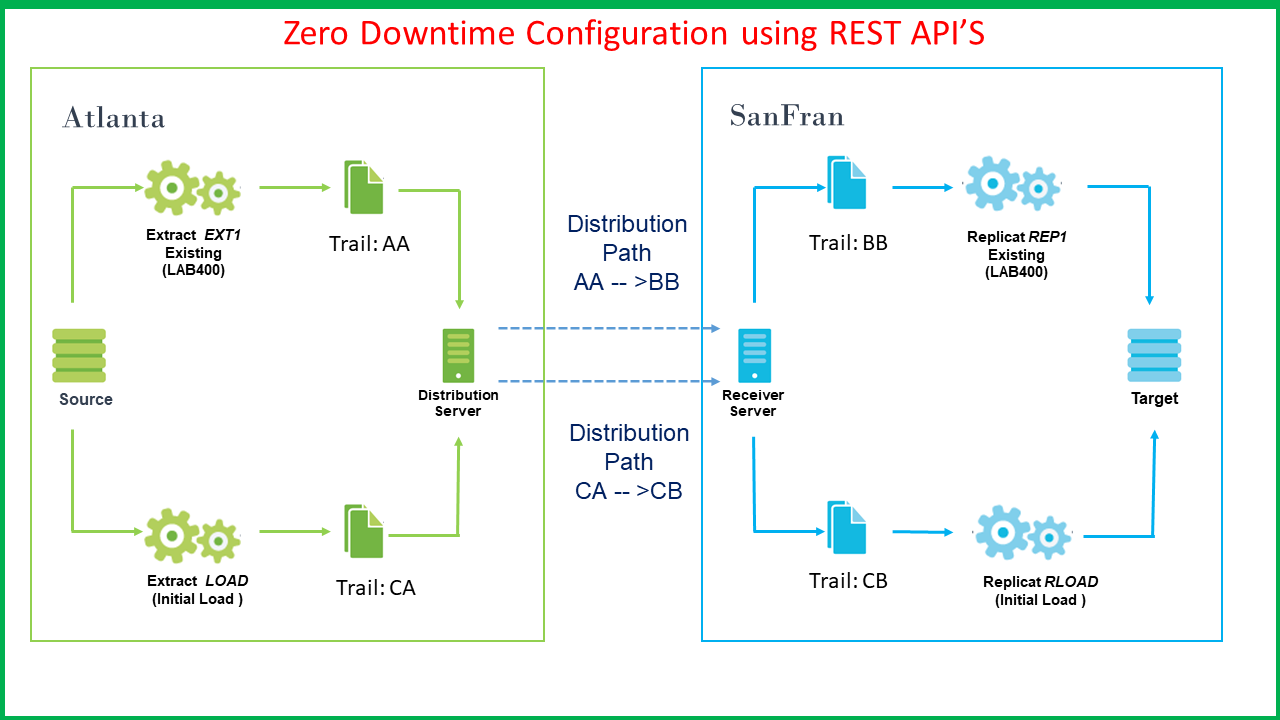 Zero Downtime Configuration using REST API’S
Atlanta
Extract EXT1
Existing
(LAB400)
Trail: AA
Source
Distribution
Server
Extract LOAD
(Initial Load )
Trail: CA
Distribution
Path
AA -- >BB
Distribution
Path
CA -- >CB
SanFran
Trail: BB
Replicat REP1
Existing
(LAB400)
Receiver
Server
Target
Trail: CB
Replicat RLOAD
(Initial Load )